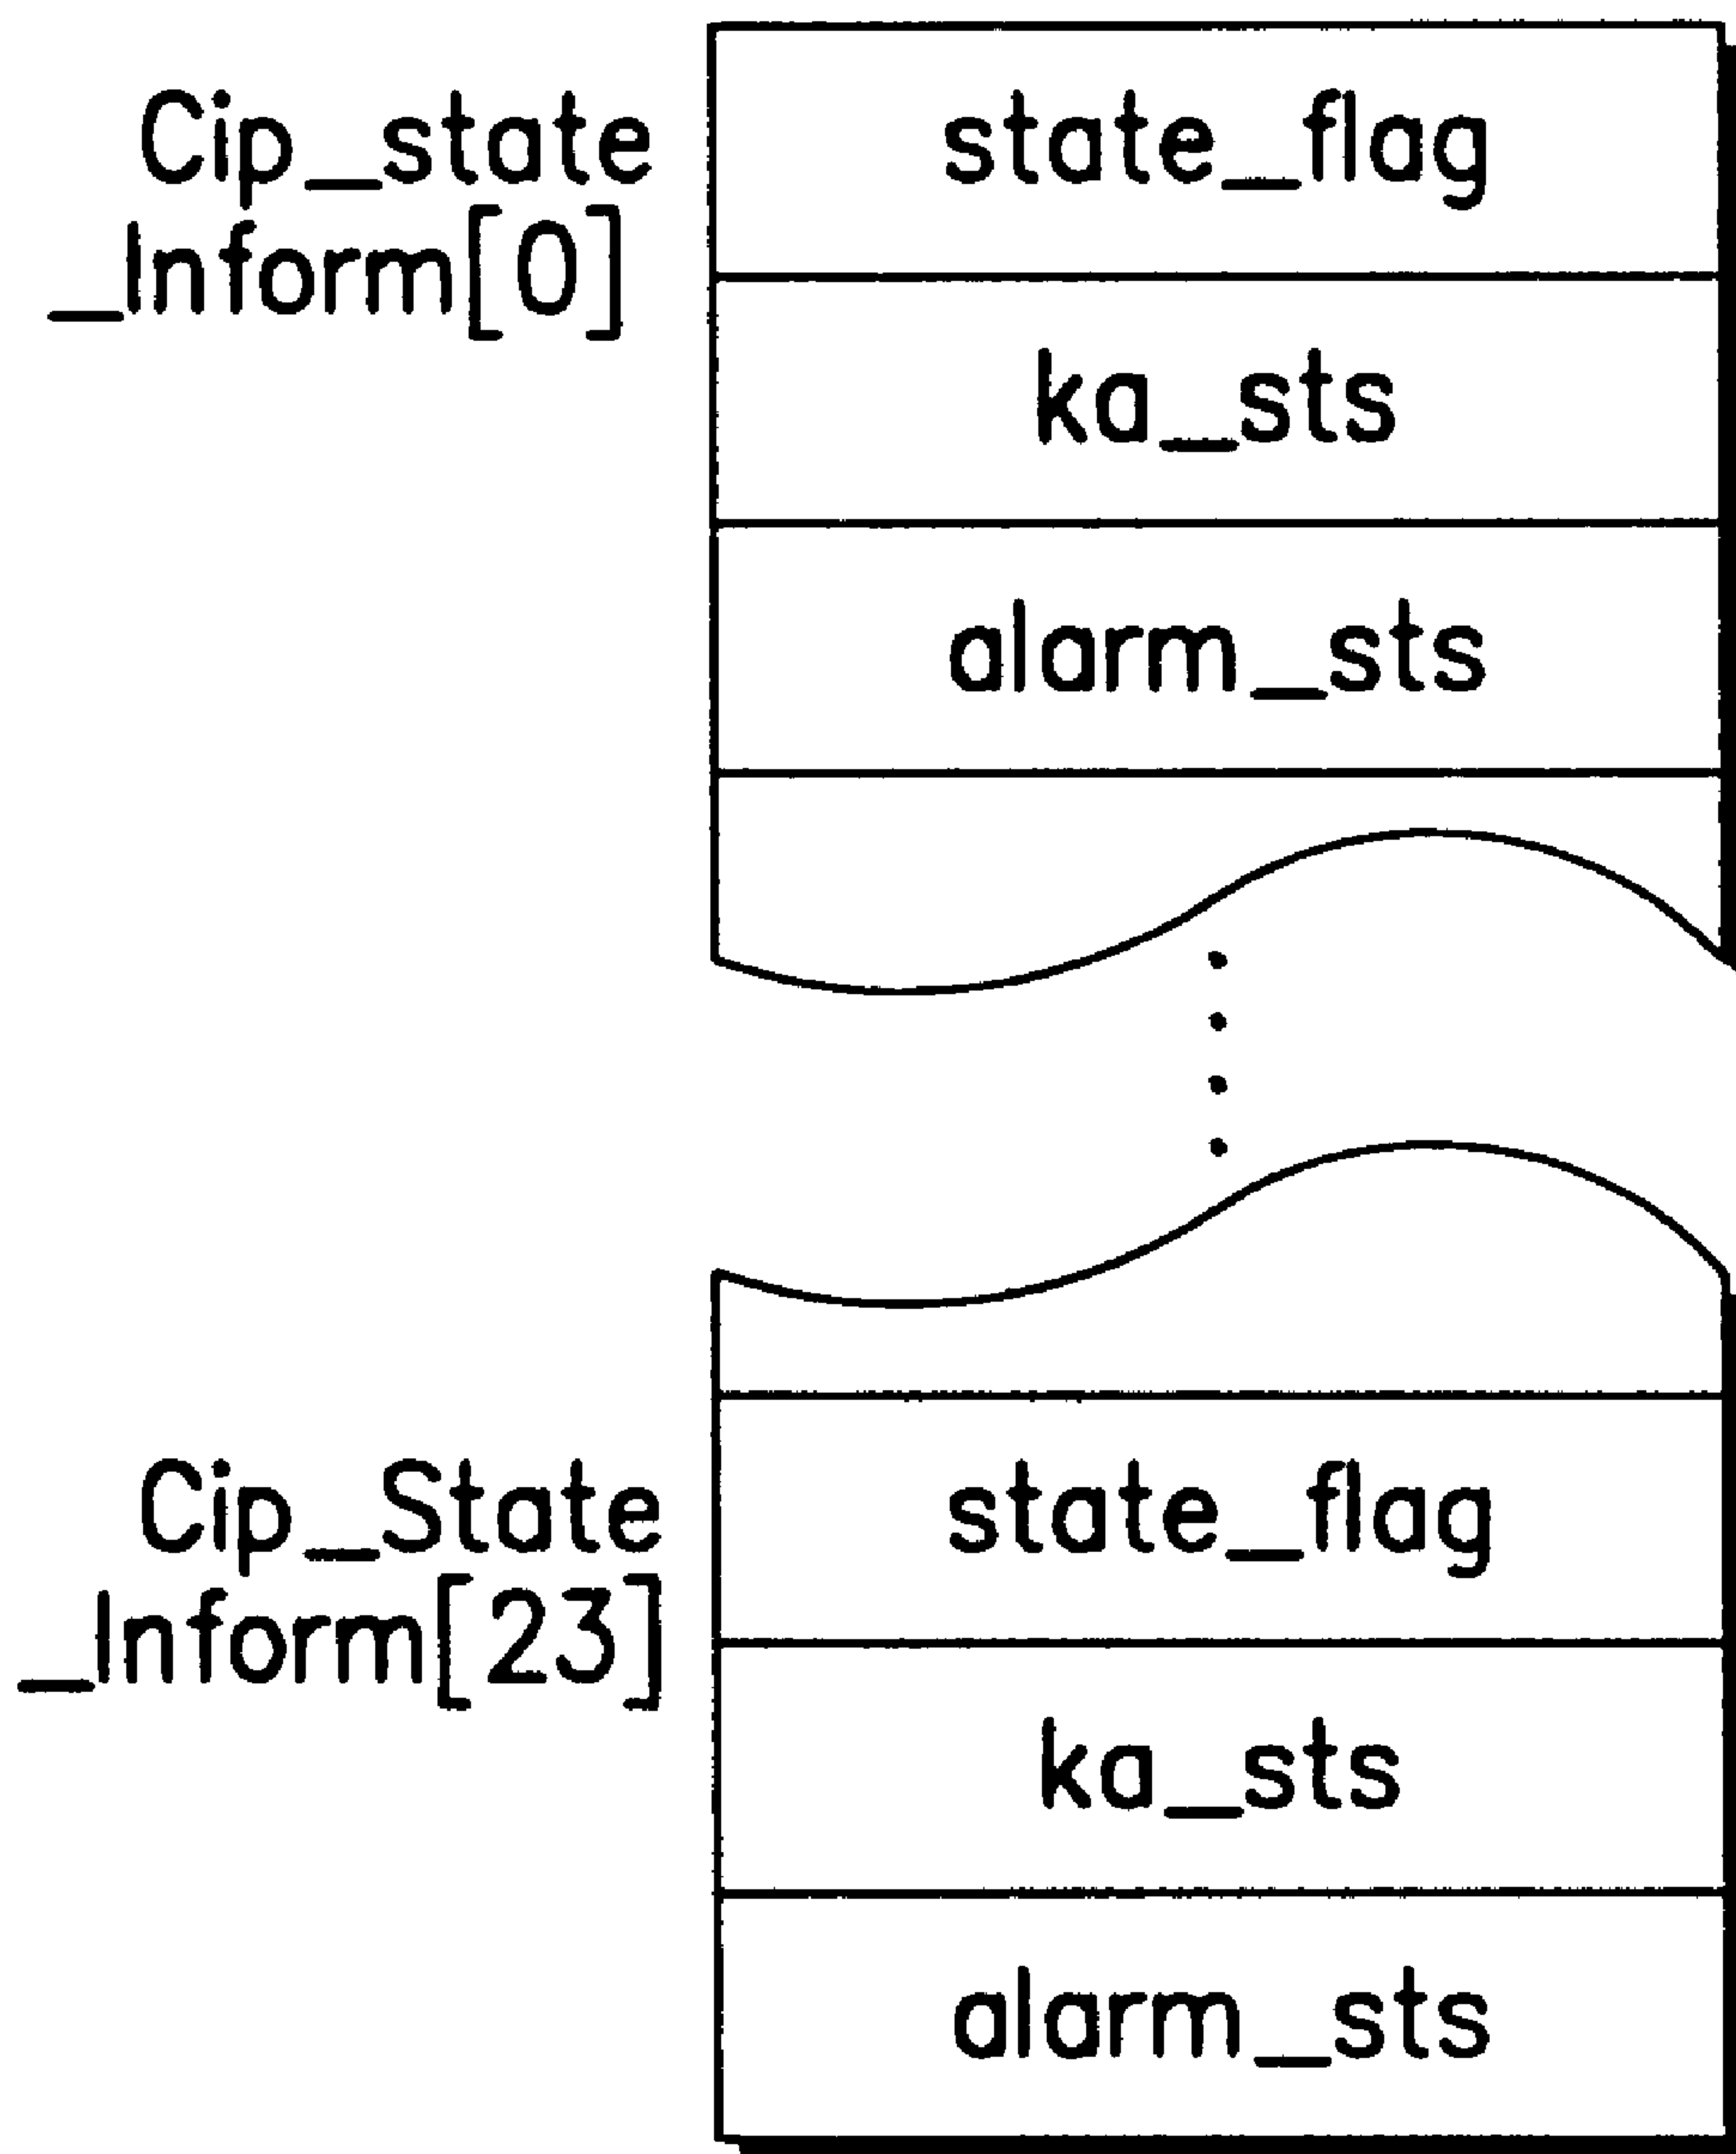 Cip_state
_Inform[0]
state_flag
ka_sts
alarm_sts
Cip_State
_Inform[23]
state_flag
ka_sts
alarm_sts